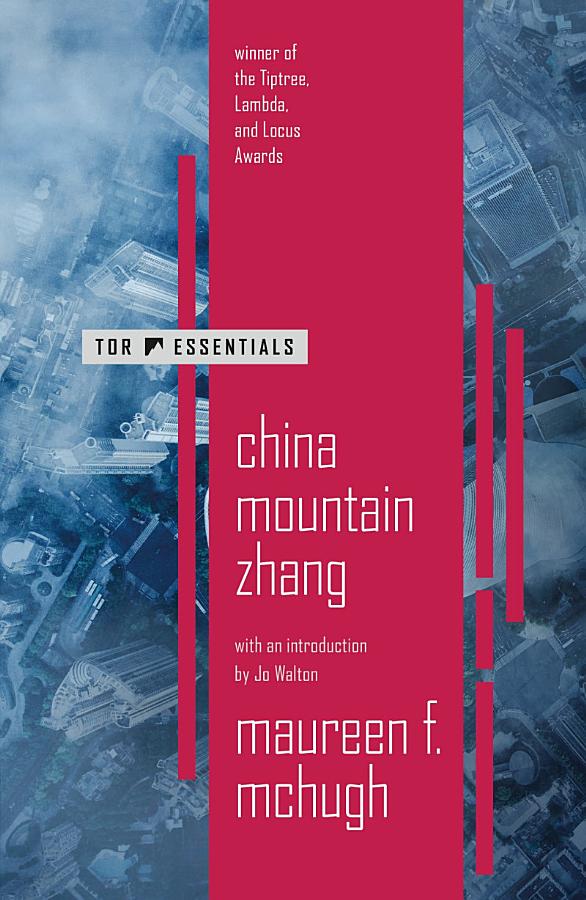 winner of
the Tiptree,
Lambda,
and Locus
Awards
TOR ESSENTIALS
china
mountain
zhang
with an introduction
by Jo Walton
maureen f.
mchugh